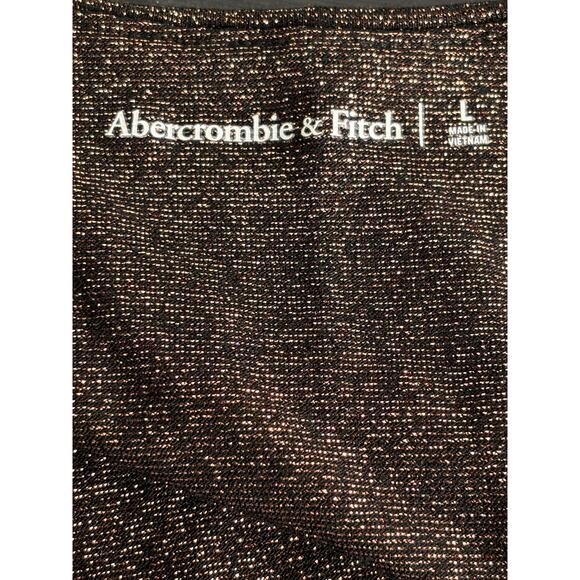 Abercrombie & Fitch | L
MADE IN
VIETNAM